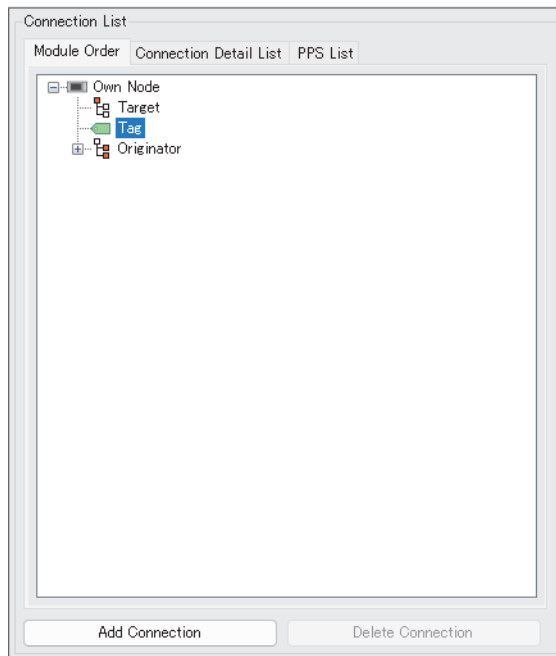 Connection List
Module Order Connection Detail List PPS List
Own Node
Target
Tag
Originator
Add Connection Delete Connection